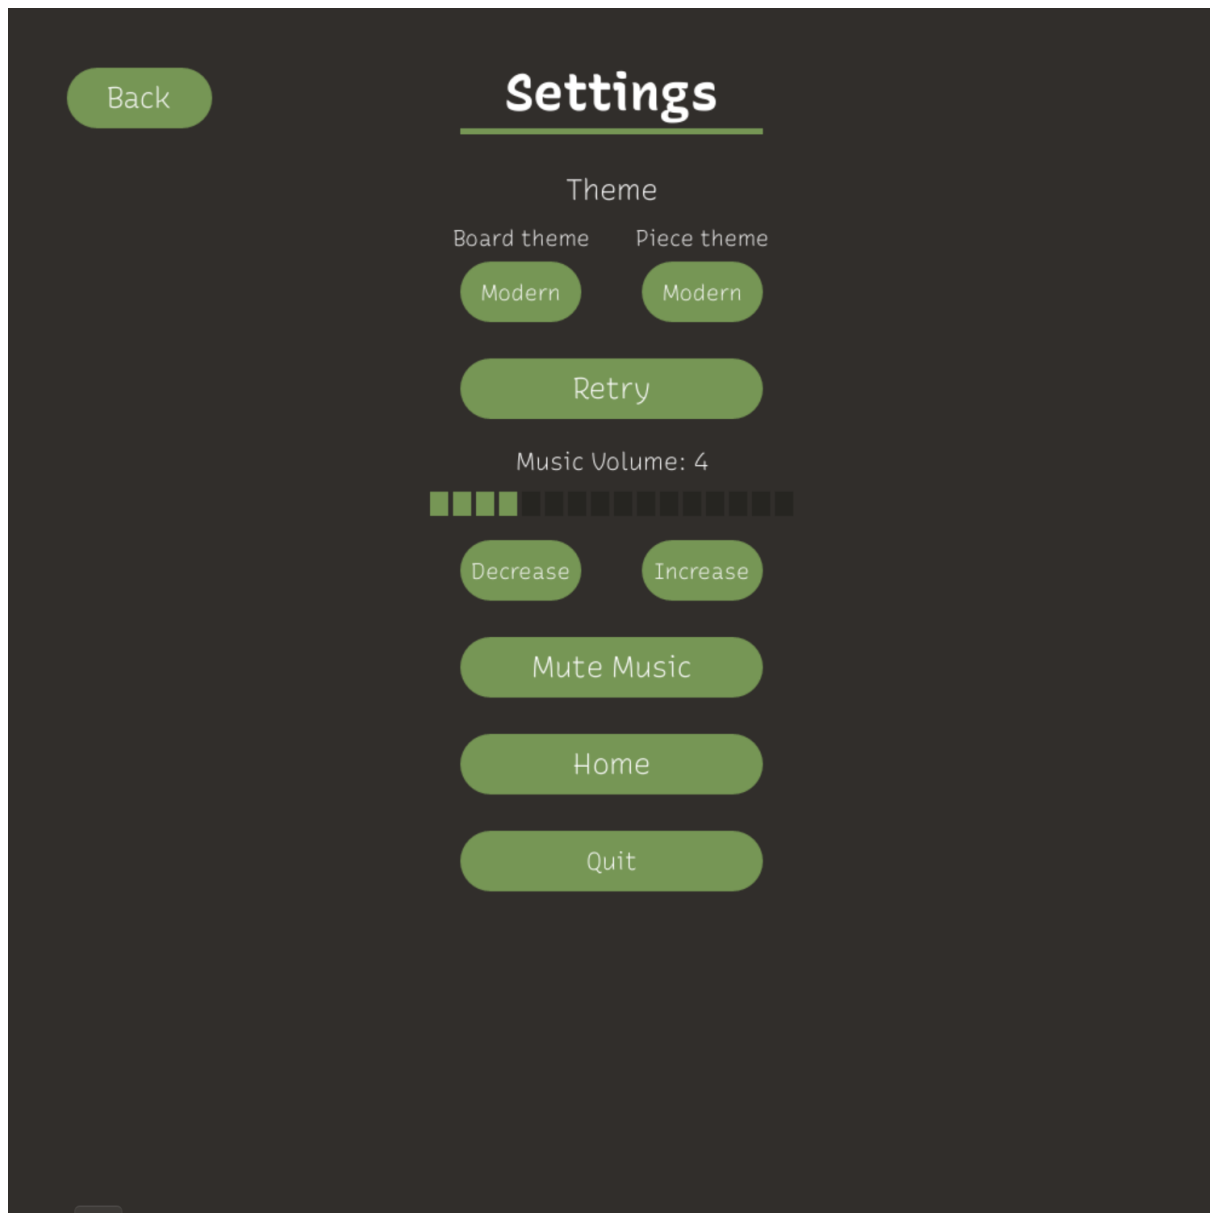 Back
Settings
Theme
Board theme Piece theme
Modern Modern
Retry
Music Volume: 4
Decrease Increase
Mute Music
Home
Quit